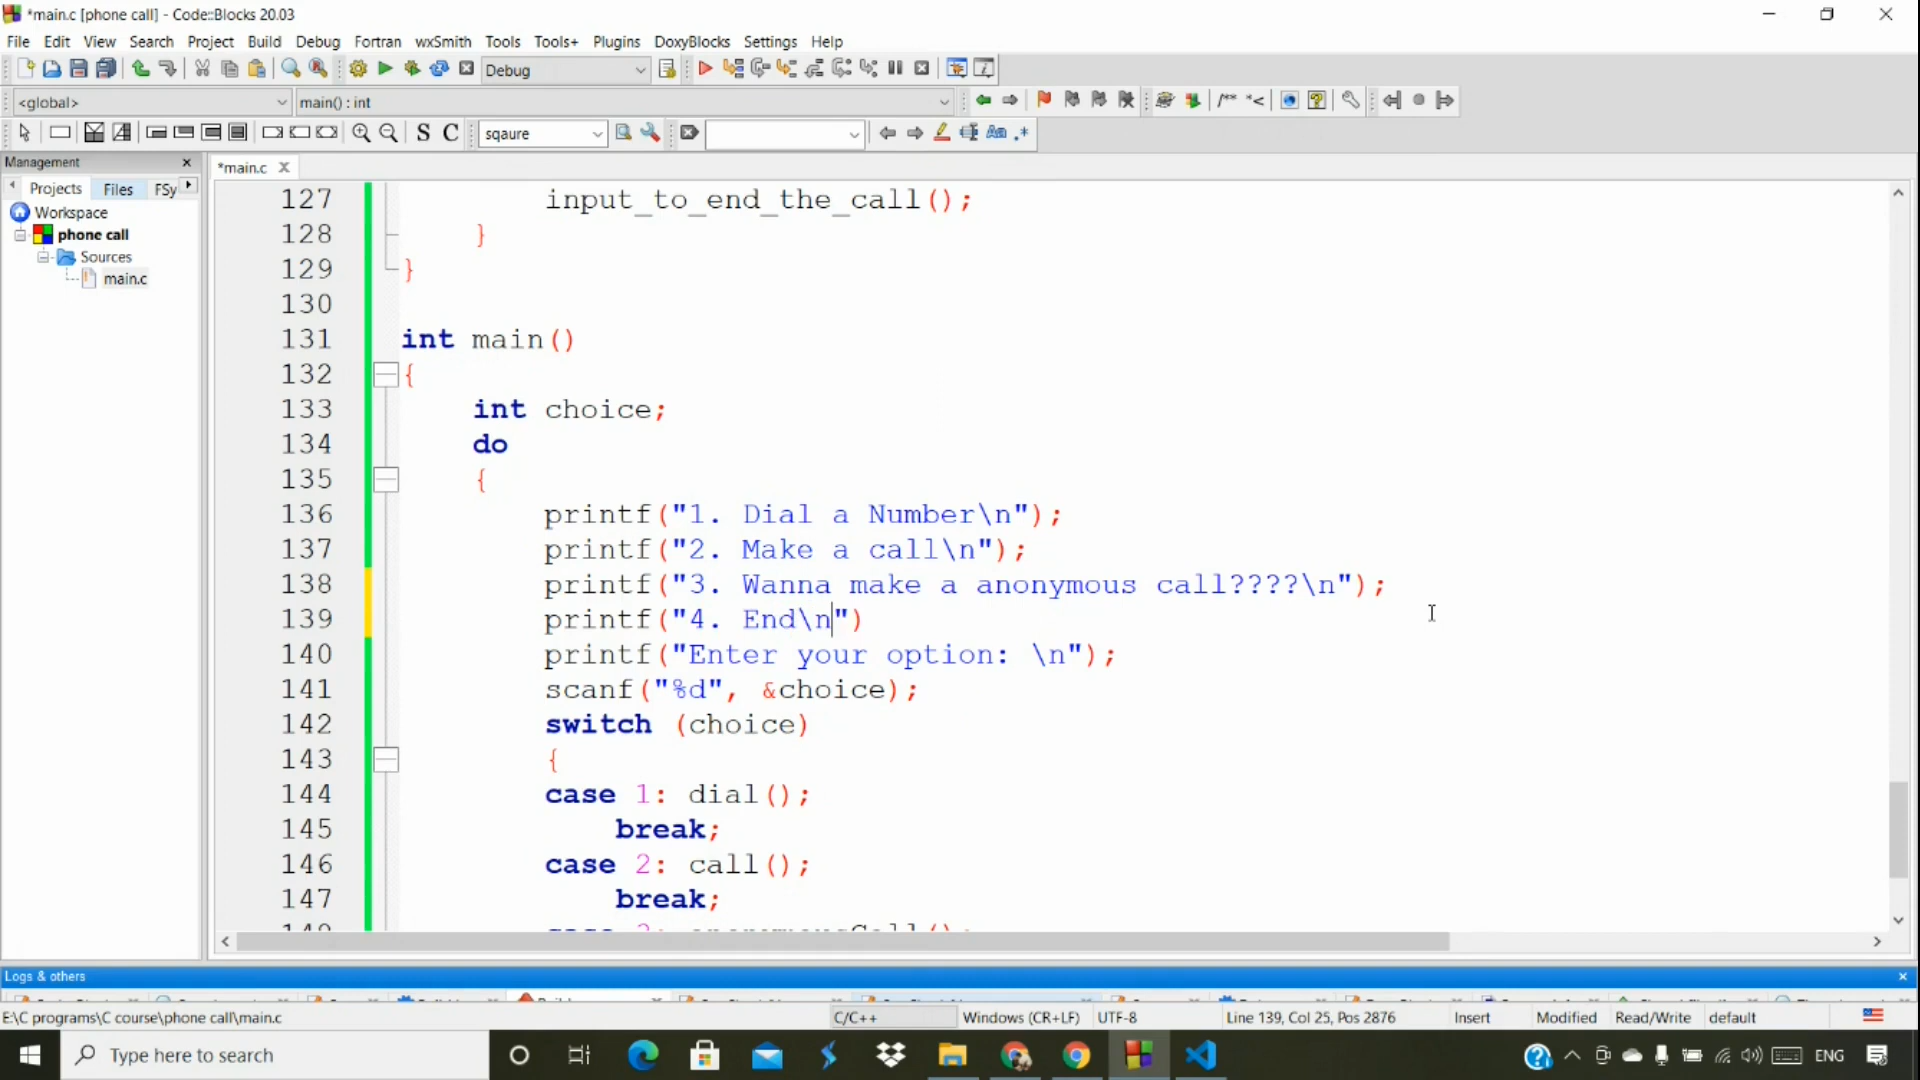 *main.c [phone call] - Code::Blocks 20.03
File Edit View Search Project Build Debug Fortran wxSmith Tools Tools+ Plugins DoxyBlocks Settings Help
Debug
<global> main() : int
/** *<
S C sqaure
Management
*main.c
Projects Files FSy
Workspace
phone call
Sources
main.c
127 input_to_end_the_call();
128 }
129 }
130
131 int main()
132 {
133 int choice;
134 do
135 {
136 printf("1. Dial a Number\n");
137 printf("2. Make a call\n");
138 printf("3. Wanna make a anonymous call????\n");
139 printf("4. End\n")
140 printf("Enter your option: \n");
141 scanf("%d", &choice);
142 switch (choice)
143 {
144 case 1: dial();
145 break;
146 case 2: call();
147 break;
Logs & others
E:\C programs\C course\phone call\main.c C/C++ Windows (CR+LF) UTF-8 Line 139, Col 25, Pos 2876 Insert Modified Read/Write default
Type here to search ENG